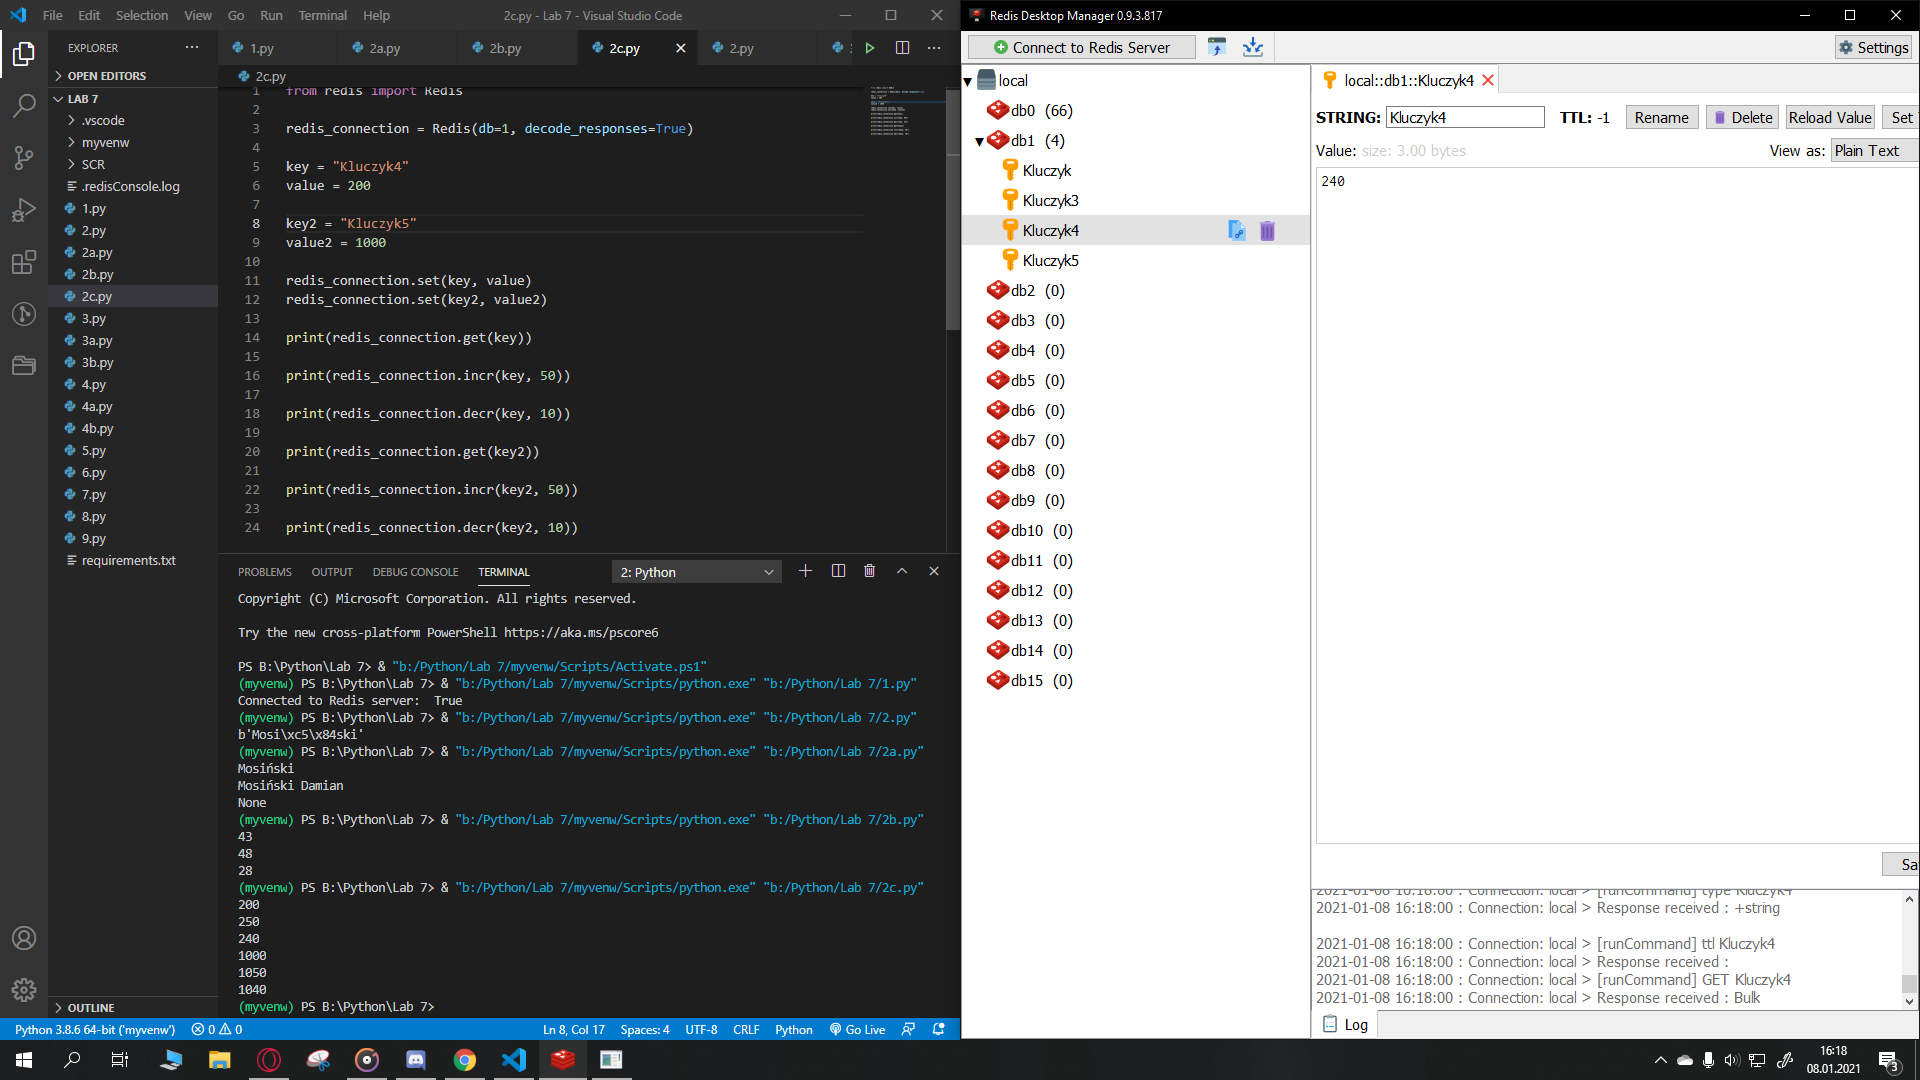 File Edit Selection View Go Run Terminal Help
2c.py - Lab 7 - Visual Studio Code
EXPLORER
OPEN EDITORS
LAB 7
.vscode
myvenw
SCR
.redisConsole.log
1.py
2.py
2a.py
2b.py
2c.py
3.py
3a.py
3b.py
4.py
4a.py
4b.py
5.py
6.py
7.py
8.py
9.py
requirements.txt
OUTLINE
1.py 2a.py 2b.py 2c.py 2.py
2c.py
1 from redis import Redis
2
3 redis_connection = Redis(db=1, decode_responses=True)
4
5 key = "Kluczyk4"
6 value = 200
7
8 key2 = "Kluczyk5"
9 value2 = 1000
10
11 redis_connection.set(key, value)
12 redis_connection.set(key2, value2)
13
14 print(redis_connection.get(key))
15
16 print(redis_connection.incr(key, 50))
17
18 print(redis_connection.decr(key, 10))
19
20 print(redis_connection.get(key2))
21
22 print(redis_connection.incr(key2, 50))
23
24 print(redis_connection.decr(key2, 10))
PROBLEMS OUTPUT DEBUG CONSOLE TERMINAL 2: Python
Copyright (C) Microsoft Corporation. All rights reserved.
Try the new cross-platform PowerShell https://aka.ms/pscore6
PS B:\Python\Lab 7> & "b:/Python/Lab 7/myvenw/Scripts/Activate.ps1"
(myvenw) PS B:\Python\Lab 7> & "b:/Python/Lab 7/myvenw/Scripts/python.exe" "b:/Python/Lab 7/1.py"
Connected to Redis server:  True
(myvenw) PS B:\Python\Lab 7> & "b:/Python/Lab 7/myvenw/Scripts/python.exe" "b:/Python/Lab 7/2.py"
b'Mosi\xc5\x84ski'
(myvenw) PS B:\Python\Lab 7> & "b:/Python/Lab 7/myvenw/Scripts/python.exe" "b:/Python/Lab 7/2a.py"
Mosiński
Mosiński Damian
None
(myvenw) PS B:\Python\Lab 7> & "b:/Python/Lab 7/myvenw/Scripts/python.exe" "b:/Python/Lab 7/2b.py"
43
48
28
(myvenw) PS B:\Python\Lab 7> & "b:/Python/Lab 7/myvenw/Scripts/python.exe" "b:/Python/Lab 7/2c.py"
200
250
240
1000
1050
1040
(myvenw) PS B:\Python\Lab 7>
Python 3.8.6 64-bit ('myvenw') 0 0 Ln 8, Col 17 Spaces: 4 UTF-8 CRLF Python Go Live
Redis Desktop Manager 0.9.3.817
Connect to Redis Server Settings
local
db0 (66)
db1 (4)
Kluczyk
Kluczyk3
Kluczyk4
Kluczyk5
db2 (0)
db3 (0)
db4 (0)
db5 (0)
db6 (0)
db7 (0)
db8 (0)
db9 (0)
db10 (0)
db11 (0)
db12 (0)
db13 (0)
db14 (0)
db15 (0)
local::db1::Kluczyk4
STRING: Kluczyk4 TTL: -1 Rename Delete Reload Value Set
Value: size: 3.00 bytes View as: Plain Text
240
Sa
2021-01-08 16:18:00 : Connection: local > [runCommand] type Kluczyk4
2021-01-08 16:18:00 : Connection: local > Response received : +string
2021-01-08 16:18:00 : Connection: local > [runCommand] ttl Kluczyk4
2021-01-08 16:18:00 : Connection: local > Response received :
2021-01-08 16:18:00 : Connection: local > [runCommand] GET Kluczyk4
2021-01-08 16:18:00 : Connection: local > Response received : Bulk
Log
16:18
08.01.2021
3